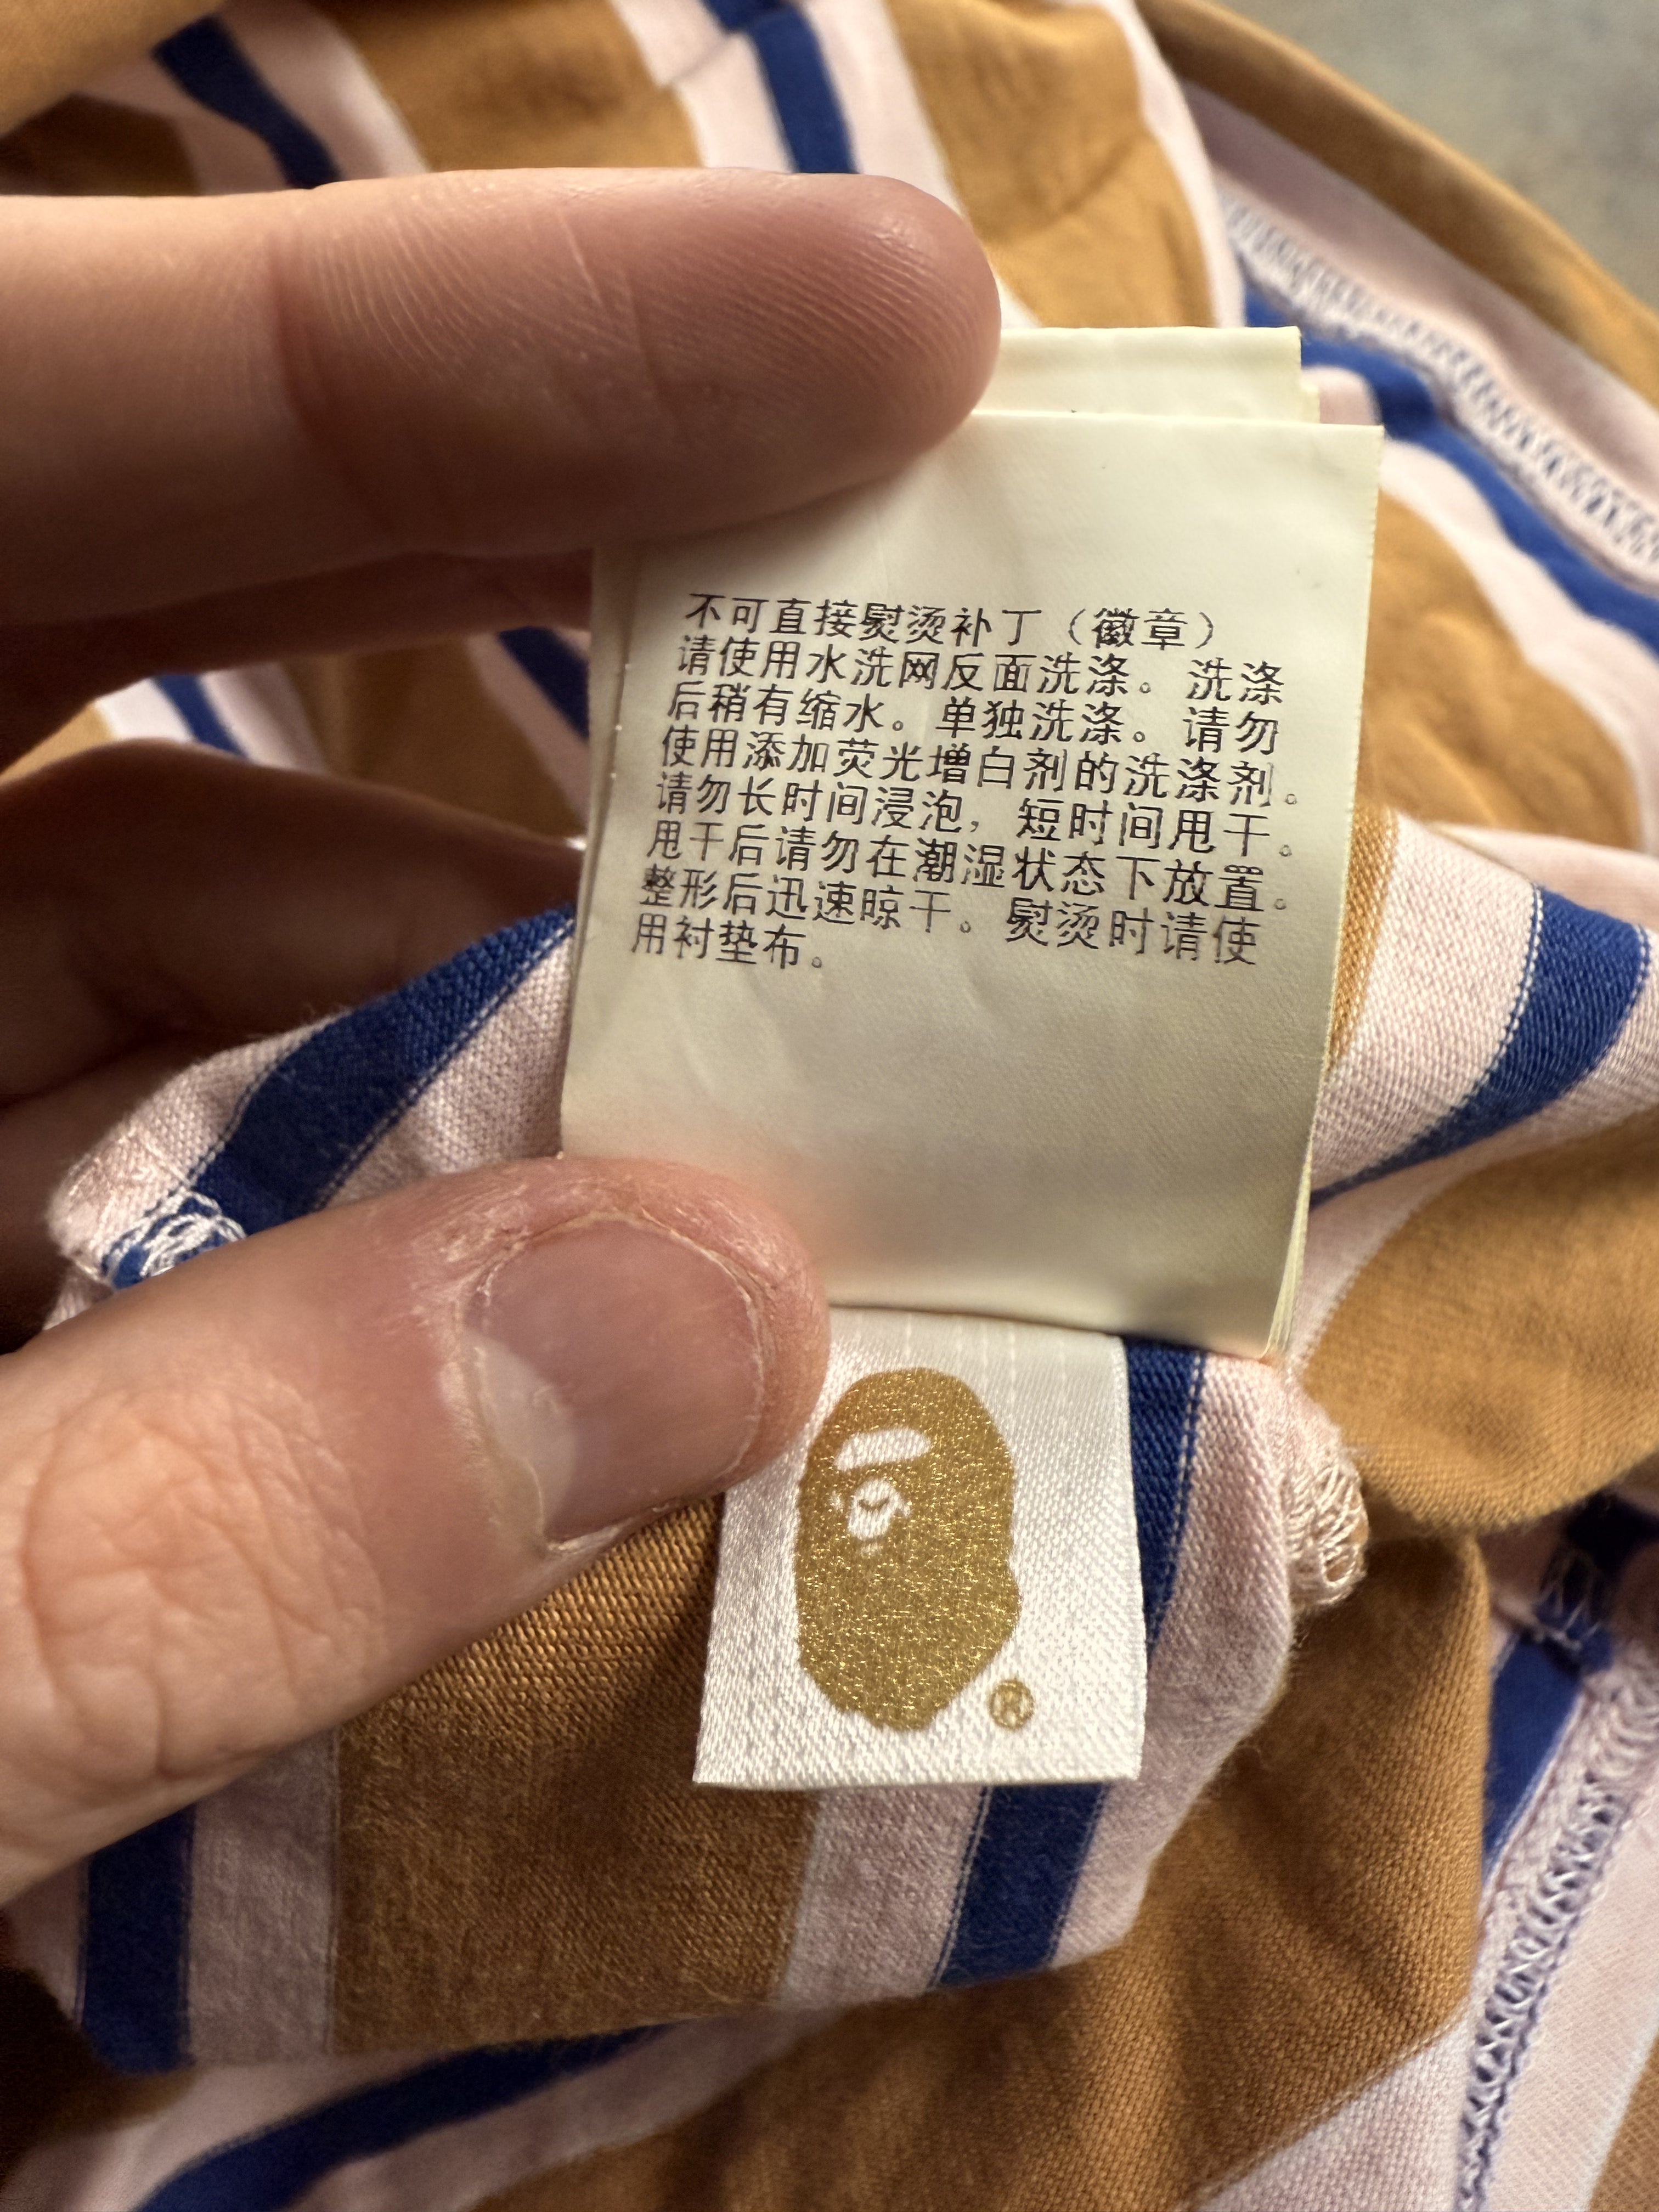 不可直接熨烫补丁（徽章）
请使用水洗网反面洗涤。洗涤
后稍有缩水。单独洗涤。请勿
使用添加荧光增白剂的洗涤剂。
请勿长时间浸泡，短时间甩干。
甩干后请勿在潮湿状态下放置。
整形后迅速晾干。熨烫时请使
用衬垫布。
®